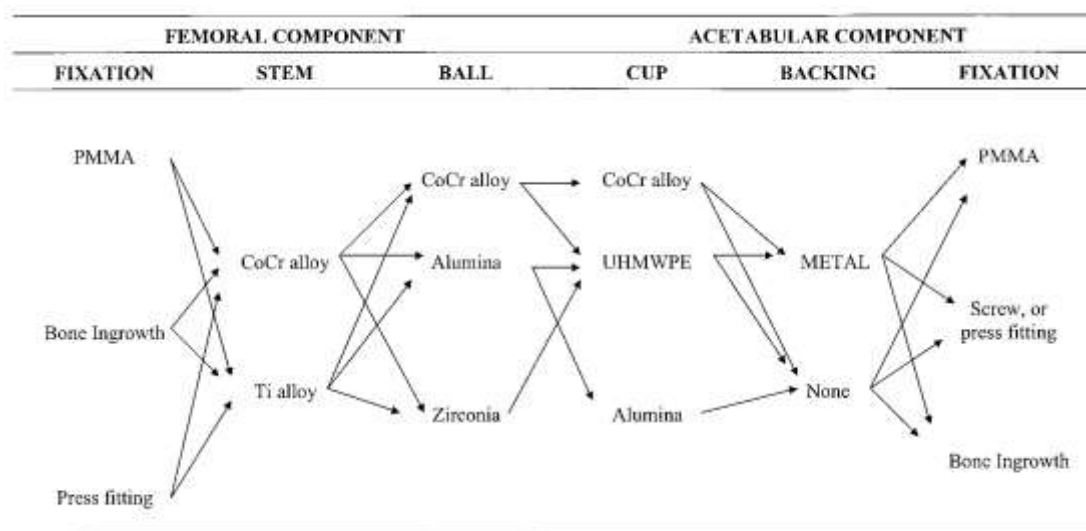 FEMORAL COMPONENT ACETABULAR COMPONENT
FIXATION STEM BALL CUP BACKING FIXATION
PMMA PMMA
CoCr alloy CoCr alloy
CoCr alloy Alumina UHMWPE METAL
Screw, or
Bone Ingrowth press fitting
Ti alloy None
Zirconia Alumina
Bone Ingrowth
Press fitting